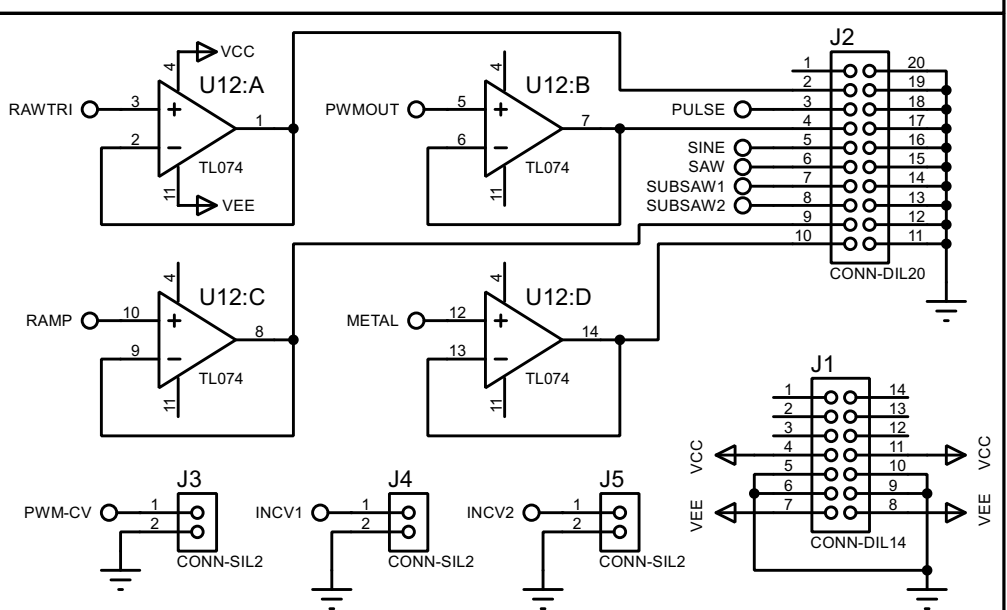 VCC
4
U12:A
RAWTRI
3
+
1
2
−
TL074
11
VEE
4
U12:B
PWMOUT
5
+
7
6
−
TL074
11
J2
1
20
2
19
PULSE
3
18
4
17
SINE
5
16
SAW
6
15
SUBSAW1
7
14
SUBSAW2
8
13
9
12
10
11
CONN-DIL20
4
U12:C
RAMP
10
+
8
9
−
TL074
11
4
U12:D
METAL
12
+
14
13
−
TL074
11
J1
1
14
2
13
3
12
VCC
4
11
VCC
5
10
6
9
VEE
7
8
VEE
CONN-DIL14
J3
PWM-CV
1
2
CONN-SIL2
J4
INCV1
1
2
CONN-SIL2
J5
INCV2
1
2
CONN-SIL2